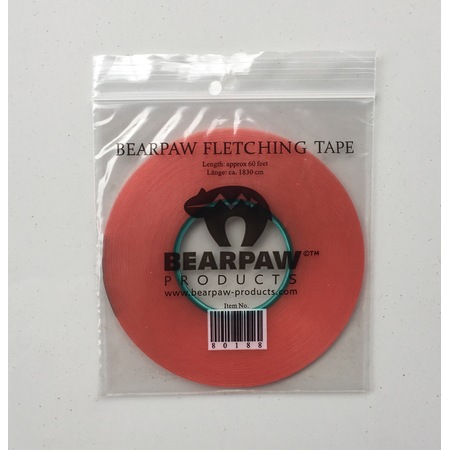 BEARPAW FLETCHING TAPE
Length: approx 60 feet
Länge: ca. 1830 cm
BEARPAW©™
PRODUCTS
www.bearpaw-products.com
Item No.
80188